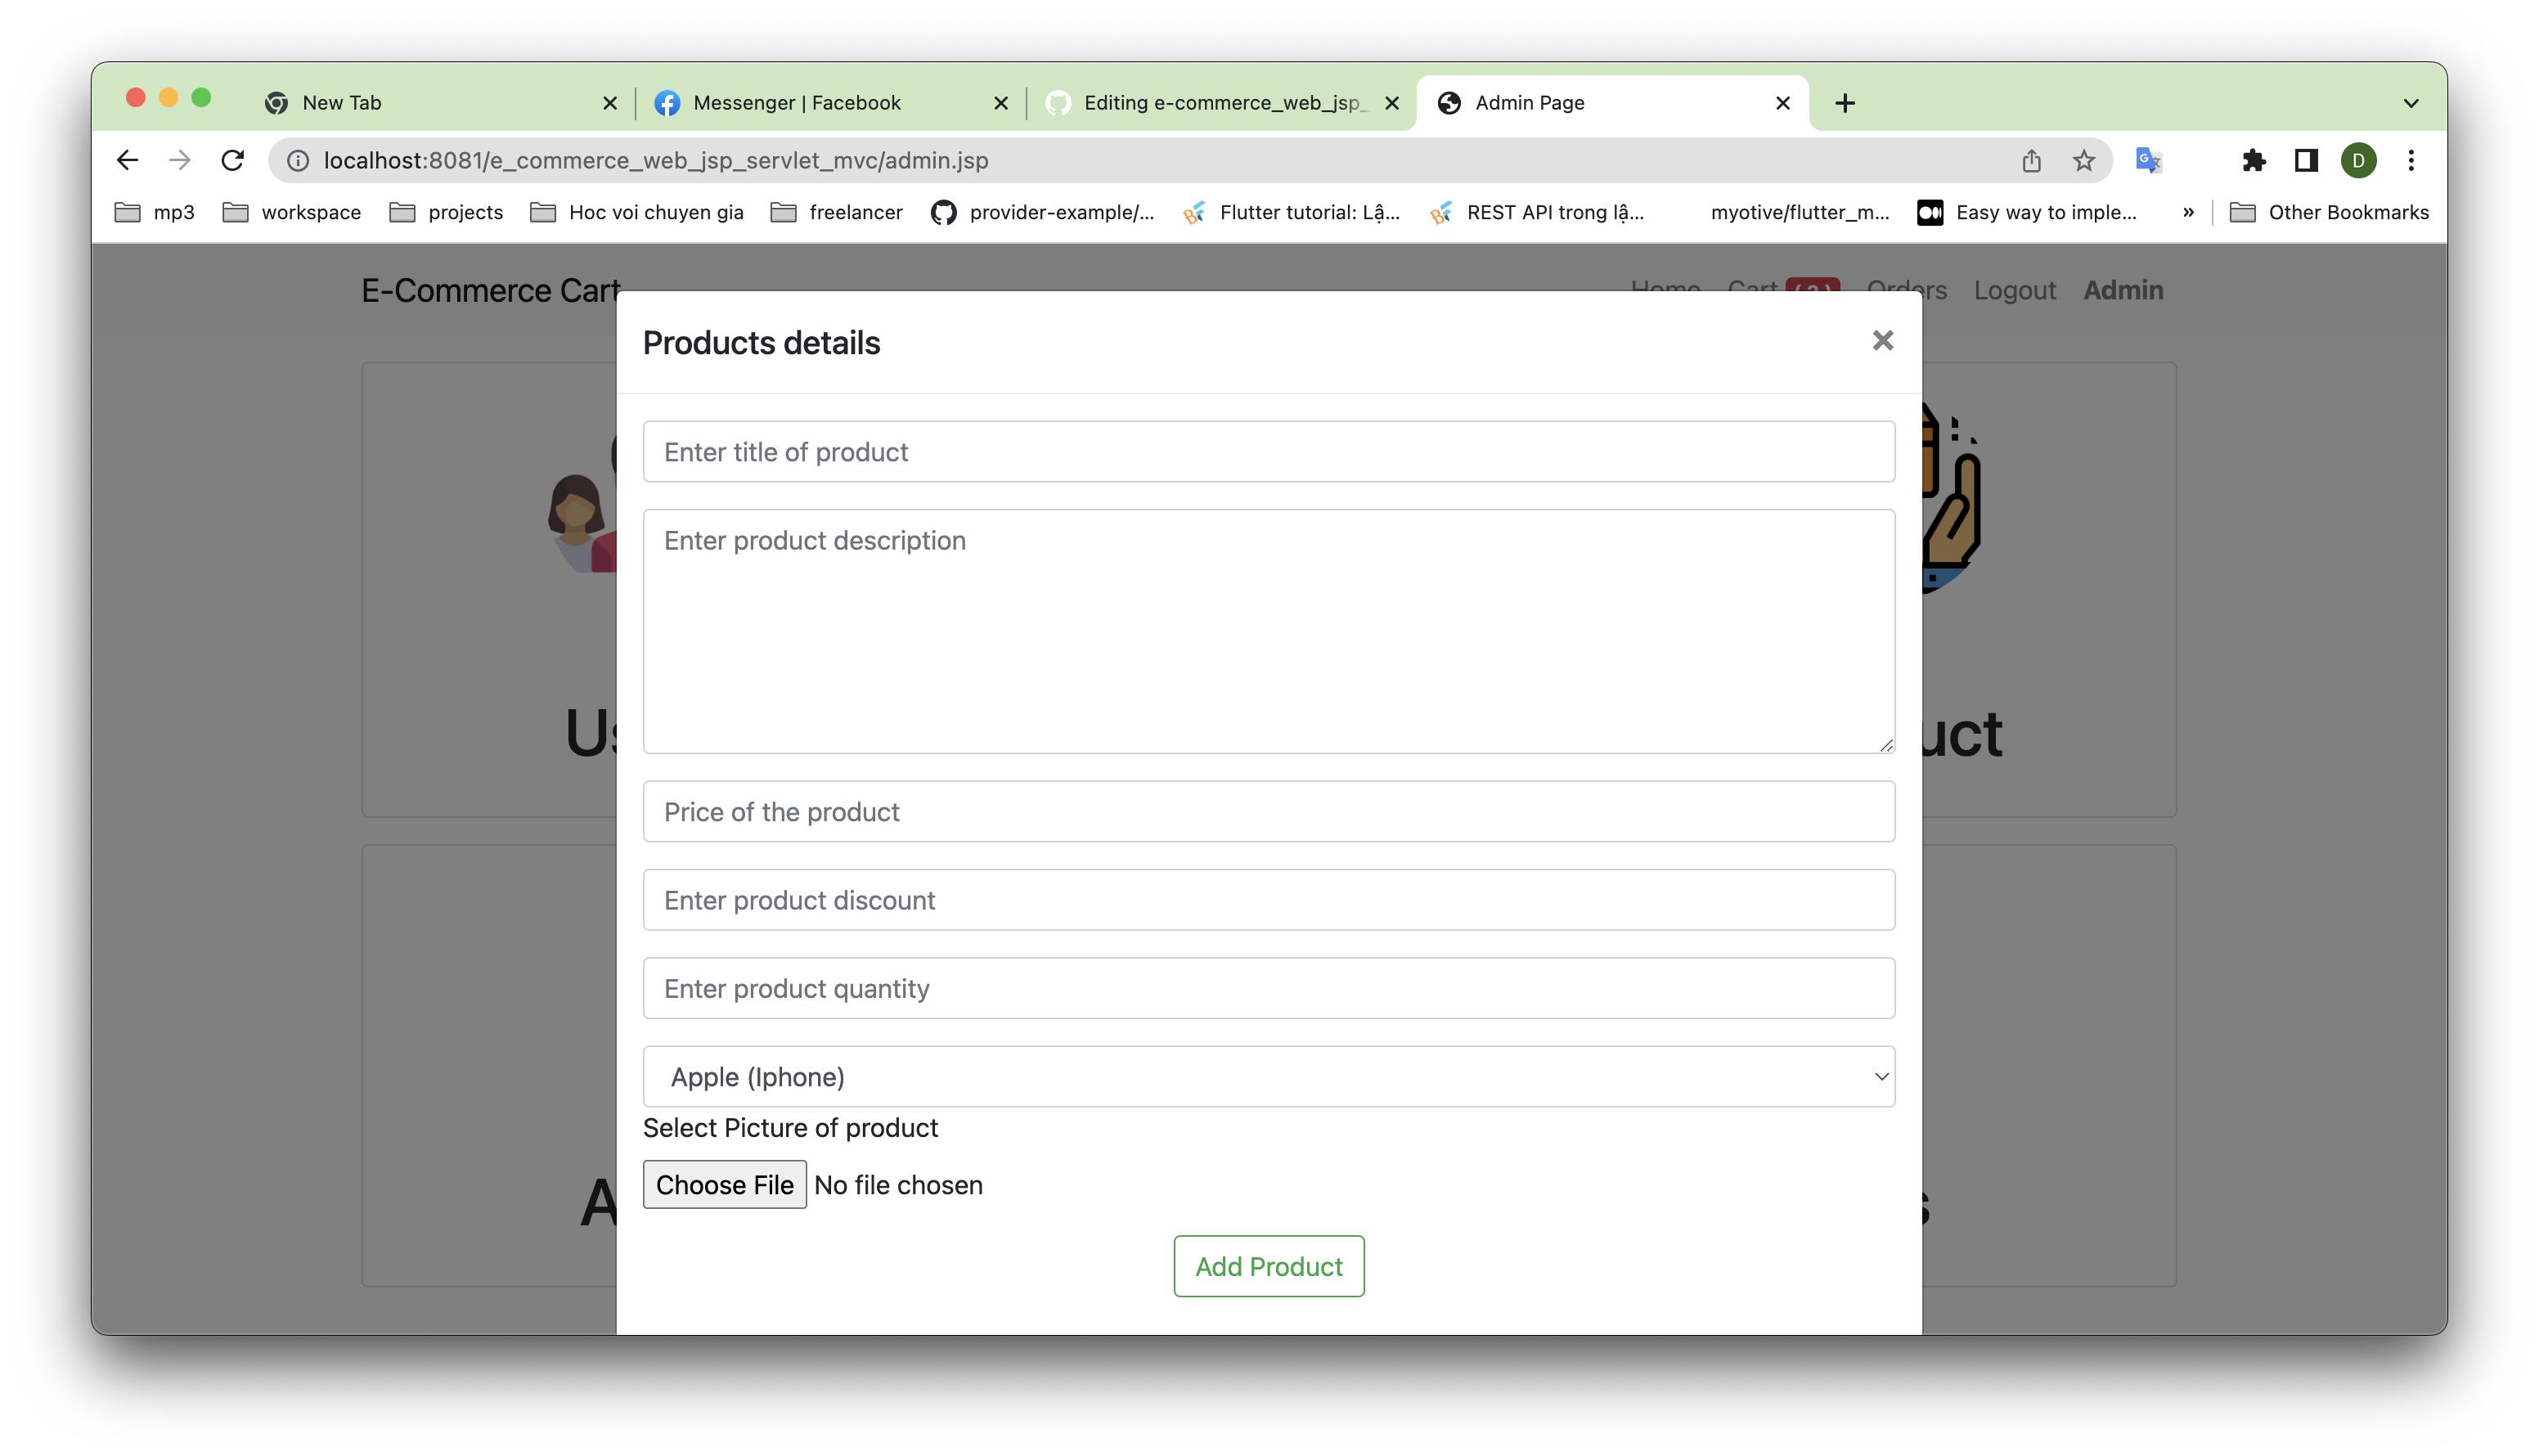 New Tab
Messenger | Facebook
Editing e-commerce_web_jsp_
Admin Page
localhost:8081/e_commerce_web_jsp_servlet_mvc/admin.jsp
D
mp3
workspace
projects
Hoc voi chuyen gia
freelancer
provider-example/...
Flutter tutorial: Lậ...
REST API trong lậ...
myotive/flutter_m...
Easy way to imple...
»
Other Bookmarks
E-Commerce Cart
Home
Cart
Orders
Logout
Admin
Products details
Enter title of product
Enter product description
Us
uct
Price of the product
Enter product discount
Enter product quantity
Apple (Iphone)
Select Picture of product
Choose File No file chosen
A
s
Add Product